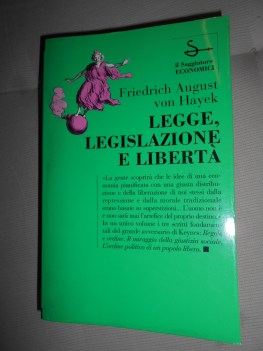 il Saggiatore
ECONOMICI
Friedrich August
von Hayek
LEGGE,
LEGISLAZIONE
E LIBERTÀ
«La gente scoprirà che le idee di una eco-
nomia pianificata con una giusta distribu-
zione e della liberazione di noi stessi dalla
repressione e dalla morale tradizionale
erano basate su superstizioni... L'uomo non è
e non sarà mai l'artefice del proprio destino.»
In un unico volume i tre scritti fondamen-
tali del grande avversario di Keynes: Regole
e ordine, Il miraggio della giustizia sociale,
L'ordine politico di un popolo libero.